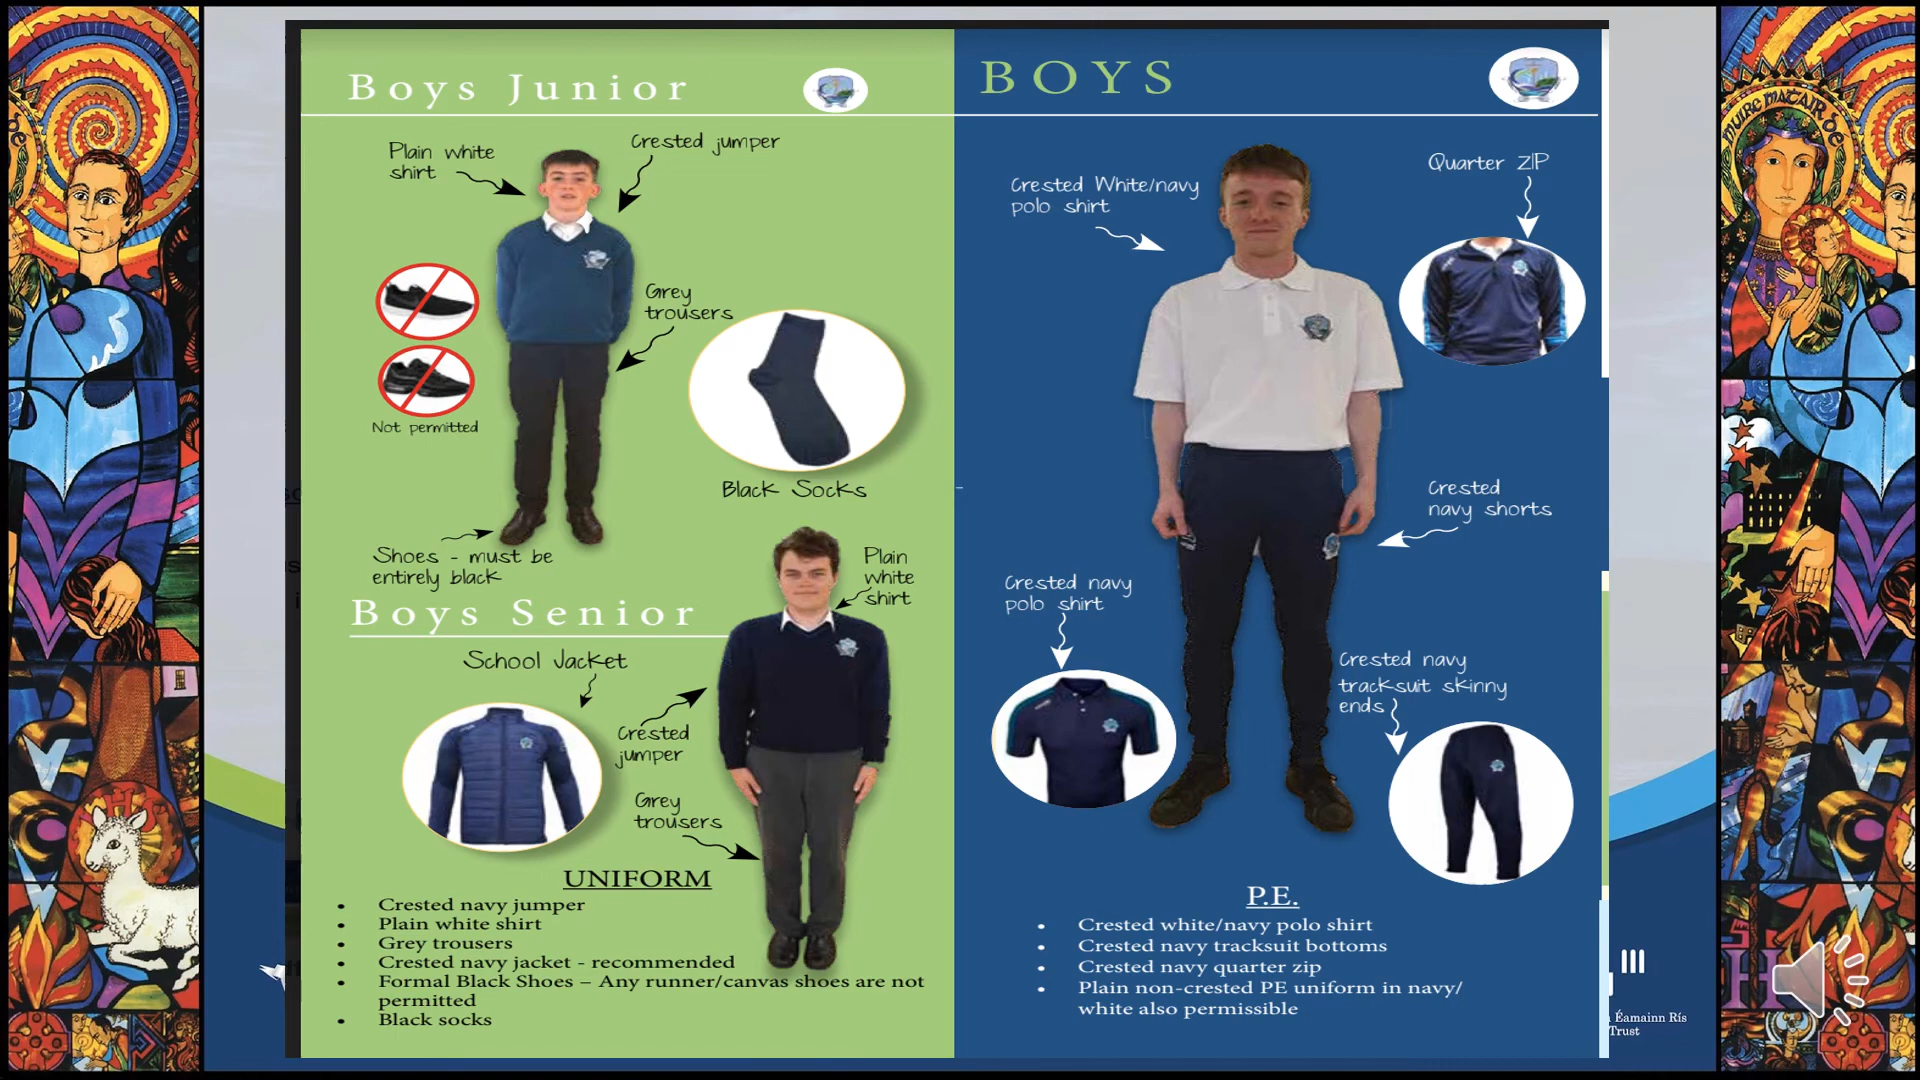 Boys Junior
Plain white
shirt
Crested jumper
Grey
trousers
Not permitted
Black Socks
Shoes - must be
entirely black
Boys Senior
Plain
white
shirt
School Jacket
Crested
jumper
Grey
trousers
UNIFORM
• Crested navy jumper
• Plain white shirt
• Grey trousers
• Crested navy jacket - recommended
• Formal Black Shoes – Any runner/canvas shoes are not
permitted
• Black socks
BOYS
Crested White/navy
polo shirt
Quarter ZIP
Crested
navy shorts
Crested navy
polo shirt
Crested navy
tracksuit skinny
ends
P.E.
• Crested white/navy polo shirt
• Crested navy tracksuit bottoms
• Crested navy quarter zip
• Plain non-crested PE uniform in navy/
white also permissible
Éamainn Rís
Trust
MUIRE MATAIR DE